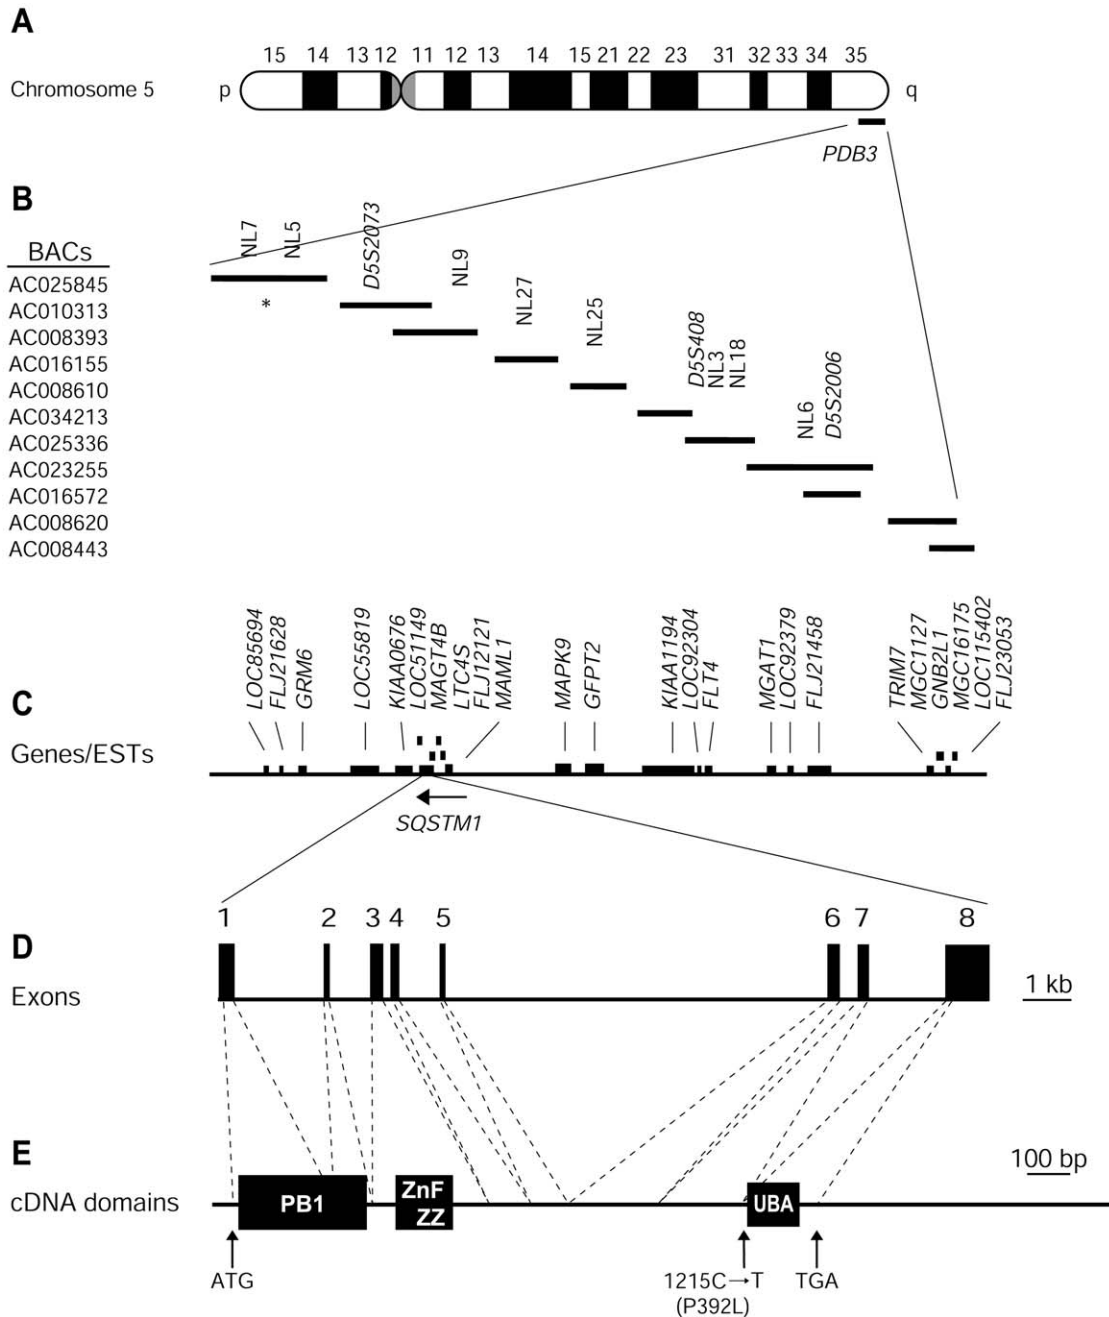 A
15 14 13 12 11 12 13 14 15 21 22 23 31 32 33 34 35
Chromosome 5 p q
PDB3
B
BACs
AC025845
AC010313
AC008393
AC016155
AC008610
AC034213
AC025336
AC023255
AC016572
AC008620
AC008443
NL7
NL5
D5S2073
NL9
NL27
NL25
D5S408
NL3
NL18
NL6
D5S2006
*
C
Genes/ESTs
LOC85694
FLJ21628
GRM6
LOC55819
KIAA0676
LOC51149
MAGT4B
LTC4S
FLJ12121
MAML1
MAPK9
GFPT2
KIAA1194
LOC92304
FLT4
MGAT1
LOC92379
FLJ21458
TRIM7
MGC1127
GNB2L1
MGC16175
LOC115402
FLJ23053
SQSTM1
D
Exons
1 2 3 4 5 6 7 8
1 kb
E
cDNA domains
100 bp
PB1
ZnF
ZZ
UBA
ATG
1215C→T
(P392L)
TGA